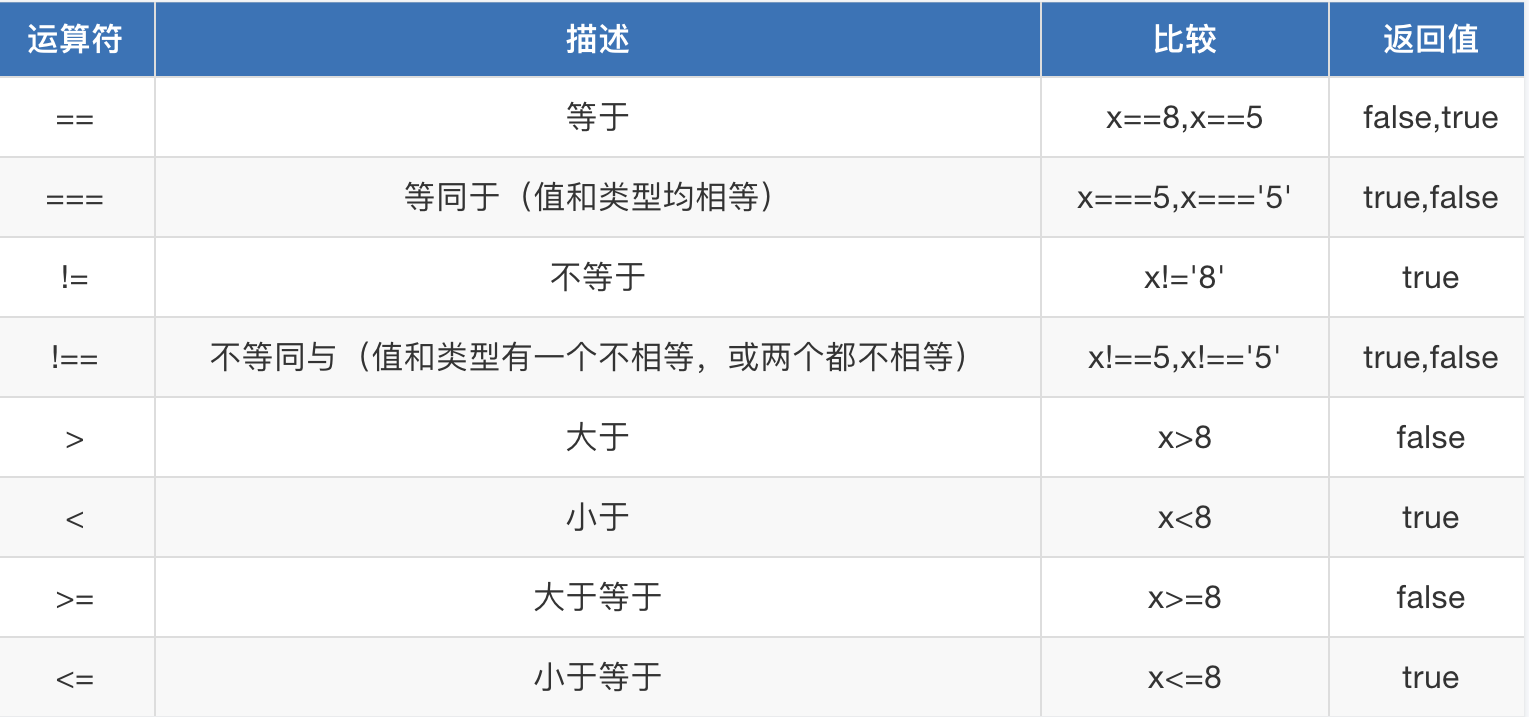 运算符 描述 比较 返回值
== 等于 x==8,x==5 false,true
=== 等同于（值和类型均相等） x===5,x==='5' true,false
!= 不等于 x!='8' true
!== 不等同与（值和类型有一个不相等，或两个都不相等） x!==5,x!=='5' true,false
> 大于 x>8 false
< 小于 x<8 true
>= 大于等于 x>=8 false
<= 小于等于 x<=8 true